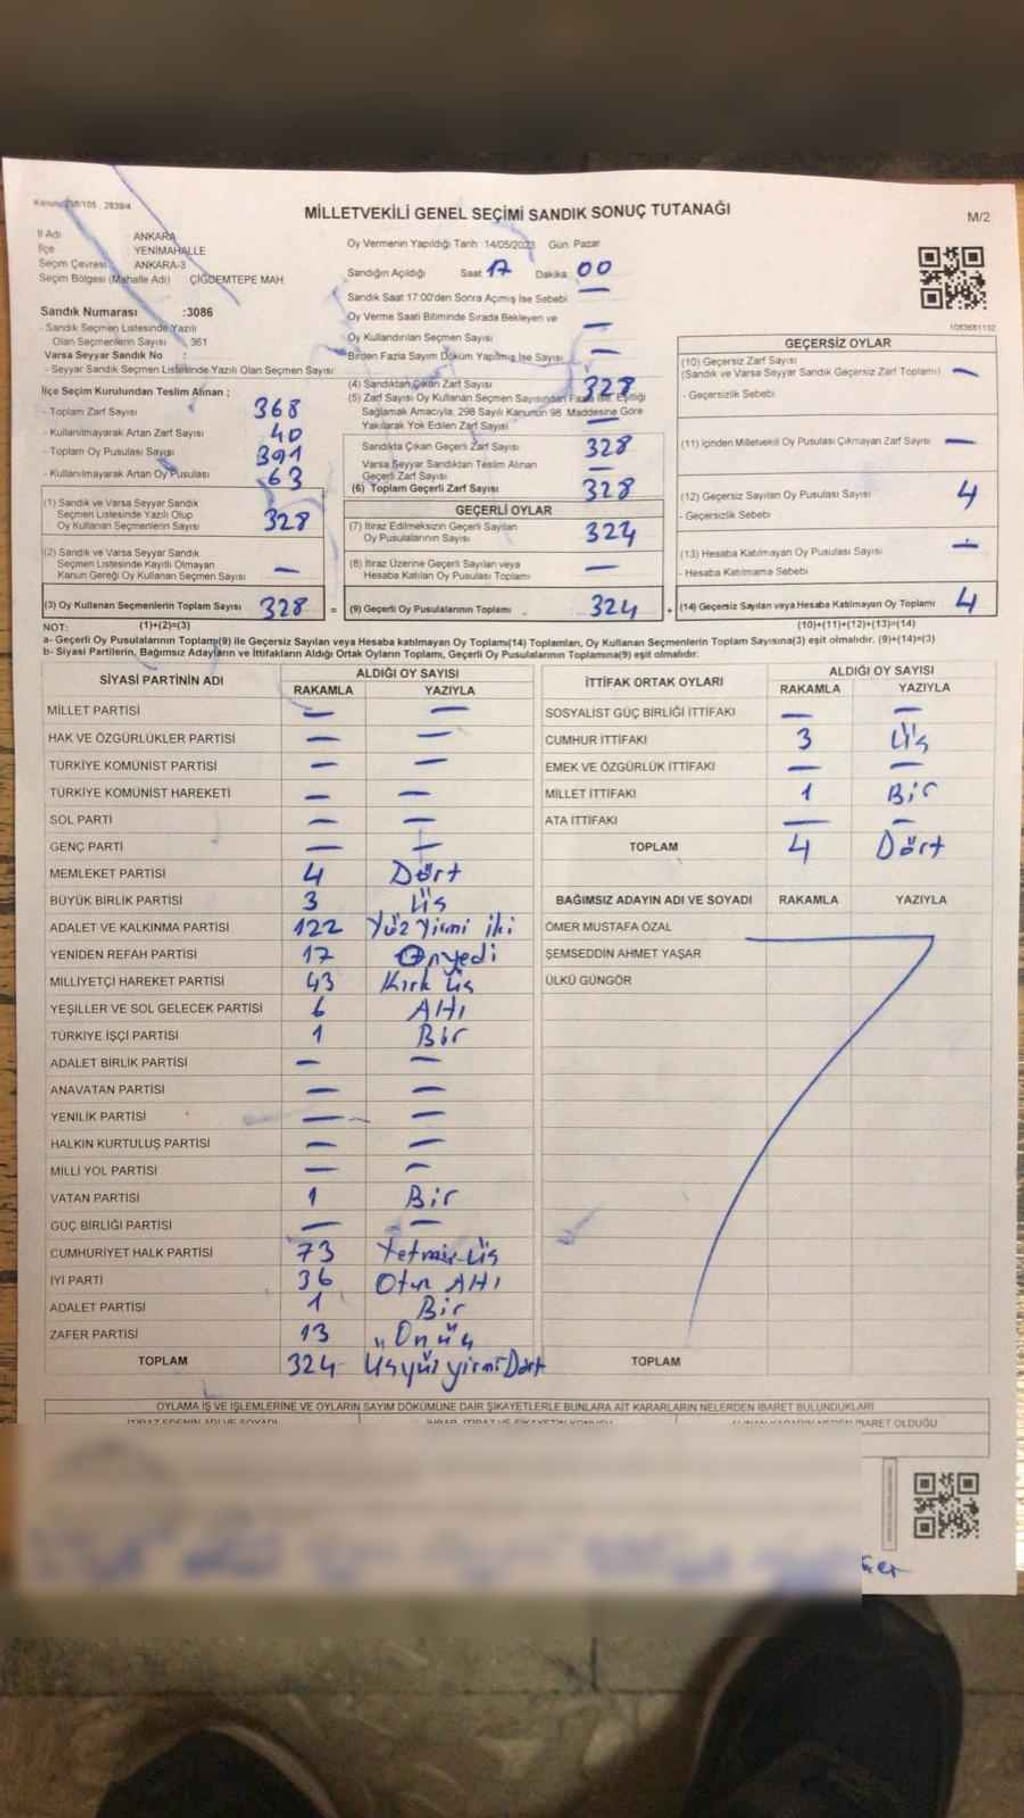 MİLLETVEKİLİ GENEL SEÇİMİ SANDIK SONUÇ TUTANAĞI
M/2
İl Adı ANKARA
İlçe YENİMAHALLE
Seçim Çevresi ANKARA-3
Seçim Bölgesi (Mahalle Adı) ÇİĞDEMTEPE MAH
Oy Vermenin Yapıldığı Tarih 14/05/2023 Gün Pazar
Sandığın Açıldığı Saat 17 Dakika 00
Sandık Saat 17:00'den Sonra Açımış İse Sebebi —
Oy Verme Saati Bitiminde Sırada Bekleyen ve
Oy Kullandırılan Seçmen Sayısı —
Birden Fazla Sayım Döküm Yapılmış İse Sayısı —
Sandık Numarası :3086
- Sandık Seçmen Listesinde Yazılı
Olan Seçmenlerin Sayısı : 361
Varsa Seyyar Sandık No :
- Seyyar Sandık Seçmen Listesinde Yazılı Olan Seçmen Sayısı
İlçe Seçim Kurulundan Teslim Alınan :
- Toplam Zarf Sayısı 368
- Kullanılmayarak Artan Zarf Sayısı 40
- Toplam Oy Pusulası Sayısı 391
- Kullanılmayarak Artan Oy Pusulası 63
(1) Sandık ve Varsa Seyyar Sandık
Seçmen Listesinde Yazılı Olup
Oy Kullanan Seçmenlerin Sayısı 328
(2) Sandık ve Varsa Seyyar Sandık
Seçmen Listesinde Kayıtlı Olmayan
Kanun Gereği Oy Kullanan Seçmen Sayısı —
(3) Oy Kullanan Seçmenlerin Toplam Sayısı 328 =
(4) Sandıktan Çıkan Zarf Sayısı 328
(5) Zarf Sayısı Oy Kullanan Seçmen Sayısından Fazla İse, Eşitliği
Sağlamak Amacıyla, 298 Sayılı Kanunun 98 Maddesine Göre
Yakılarak Yok Edilen Zarf Sayısı —
Sandıkta Çıkan Geçerli Zarf Sayısı 328
Varsa Seyyar Sandıktan Teslim Alınan
Geçerli Zarf Sayısı —
(6) Toplam Geçerli Zarf Sayısı 328
GEÇERLİ OYLAR
(7) İtiraz Edilmeksizin Geçerli Sayılan
Oy Pusulalarının Sayısı 324
(8) İtiraz Üzerine Geçerli Sayılan veya
Hesaba Katılan Oy Pusulası Toplamı —
(9) Geçerli Oy Pusulalarının Toplamı 324 +
GEÇERSİZ OYLAR
(10) Geçersiz Zarf Sayısı
(Sandık ve Varsa Seyyar Sandık Geçersiz Zarf Toplamı) —
- Geçersizlik Sebebi
(11) İçinden Milletvekili Oy Pusulası Çıkmayan Zarf Sayısı —
(12) Geçersiz Sayılan Oy Pusulası Sayısı 4
- Geçersizlik Sebebi
(13) Hesaba Katılmayan Oy Pusulası Sayısı —
- Hesaba Katılmama Sebebi
(14) Geçersiz Sayılan veya Hesaba Katılmayan Oy Toplamı 4
NOT: (1)+(2)=(3) (10)+(11)+(12)+(13)=(14)
a- Geçerli Oy Pusulalarının Toplamı(9) ile Geçersiz Sayılan veya Hesaba katılmayan Oy Toplamı(14) Toplamları, Oy Kullanan Seçmenlerin Toplam Sayısına(3) eşit olmalıdır. (9)+(14)=(3)
b- Siyasi Partilerin, Bağımsız Adayların ve İttifakların Aldığı Ortak Oyların Toplamı, Geçerli Oy Pusulalarının Toplamına(9) eşit olmalıdır.
SİYASİ PARTİNİN ADI ALDIĞI OY SAYISI
RAKAMLA YAZIYLA
MİLLET PARTİSİ — —
HAK VE ÖZGÜRLÜKLER PARTİSİ — —
TÜRKİYE KOMÜNİST PARTİSİ — —
TÜRKİYE KOMÜNİST HAREKETİ — —
SOL PARTİ — —
GENÇ PARTİ — —
MEMLEKET PARTİSİ 4 Dört
BÜYÜK BİRLİK PARTİSİ 3 Üç
ADALET VE KALKINMA PARTİSİ 122 Yüz Yirmi iki
YENİDEN REFAH PARTİSİ 17 Onyedi
MİLLİYETÇİ HAREKET PARTİSİ 43 Kırk üç
YEŞİLLER VE SOL GELECEK PARTİSİ 6 Altı
TÜRKİYE İŞÇİ PARTİSİ 1 Bir
ADALET BİRLİK PARTİSİ — —
ANAVATAN PARTİSİ — —
YENİLİK PARTİSİ — —
HALKIN KURTULUŞ PARTİSİ — —
MİLLİ YOL PARTİSİ — —
VATAN PARTİSİ 1 Bir
GÜÇ BİRLİĞİ PARTİSİ — —
CUMHURİYET HALK PARTİSİ 73 Yetmiş Üç
İYİ PARTİ 36 Otuz Altı
ADALET PARTİSİ 1 Bir
ZAFER PARTİSİ 13 Onüç
TOPLAM 324 Üçyüz yirmi Dört
İTTİFAK ORTAK OYLARI ALDIĞI OY SAYISI
RAKAMLA YAZIYLA
SOSYALİST GÜÇ BİRLİĞİ İTTİFAKI — —
CUMHUR İTTİFAKI 3 Üç
EMEK VE ÖZGÜRLÜK İTTİFAKI — —
MİLLET İTTİFAKI 1 Bir
ATA İTTİFAKI — —
TOPLAM 4 Dört
BAĞIMSIZ ADAYIN ADI VE SOYADI RAKAMLA YAZIYLA
ÖMER MUSTAFA ÖZAL
ŞEMSEDDİN AHMET YAŞAR
ÜLKÜ GÜNGÖR
TOPLAM
OYLAMA İŞ VE İŞLEMLERİNE VE OYLARIN SAYIM DÖKÜMÜNE DAİR ŞİKAYETLERLE BUNLARA AİT KARARLARIN NELERDEN İBARET BULUNDUKLARI